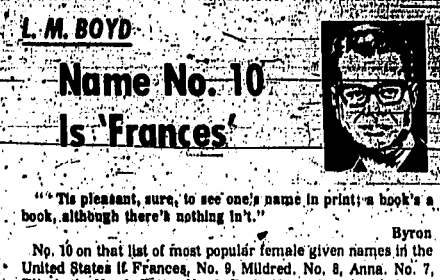 L. M. BOYD
Name No. 10
Is 'Frances'
"'Tis pleasant, sure, to see one's name in print; a book's a
book, although there's nothing in't."
Byron
No. 10 on that list of most popular female given names in the
United States if Frances, No. 9, Mildred. No. 8, Anna. No. 7